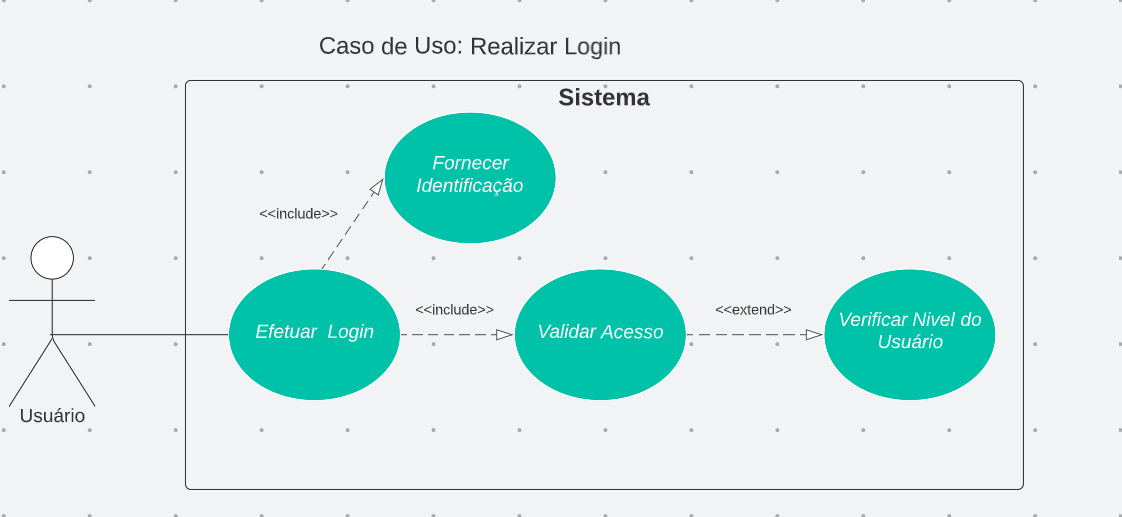 Caso de Uso: Realizar Login
Sistema
Fornecer
Identificação
<<include>>
Efetuar Login
<<include>>
Validar Acesso
<<extend>>
Verificar Nivel do
Usuário
Usuário